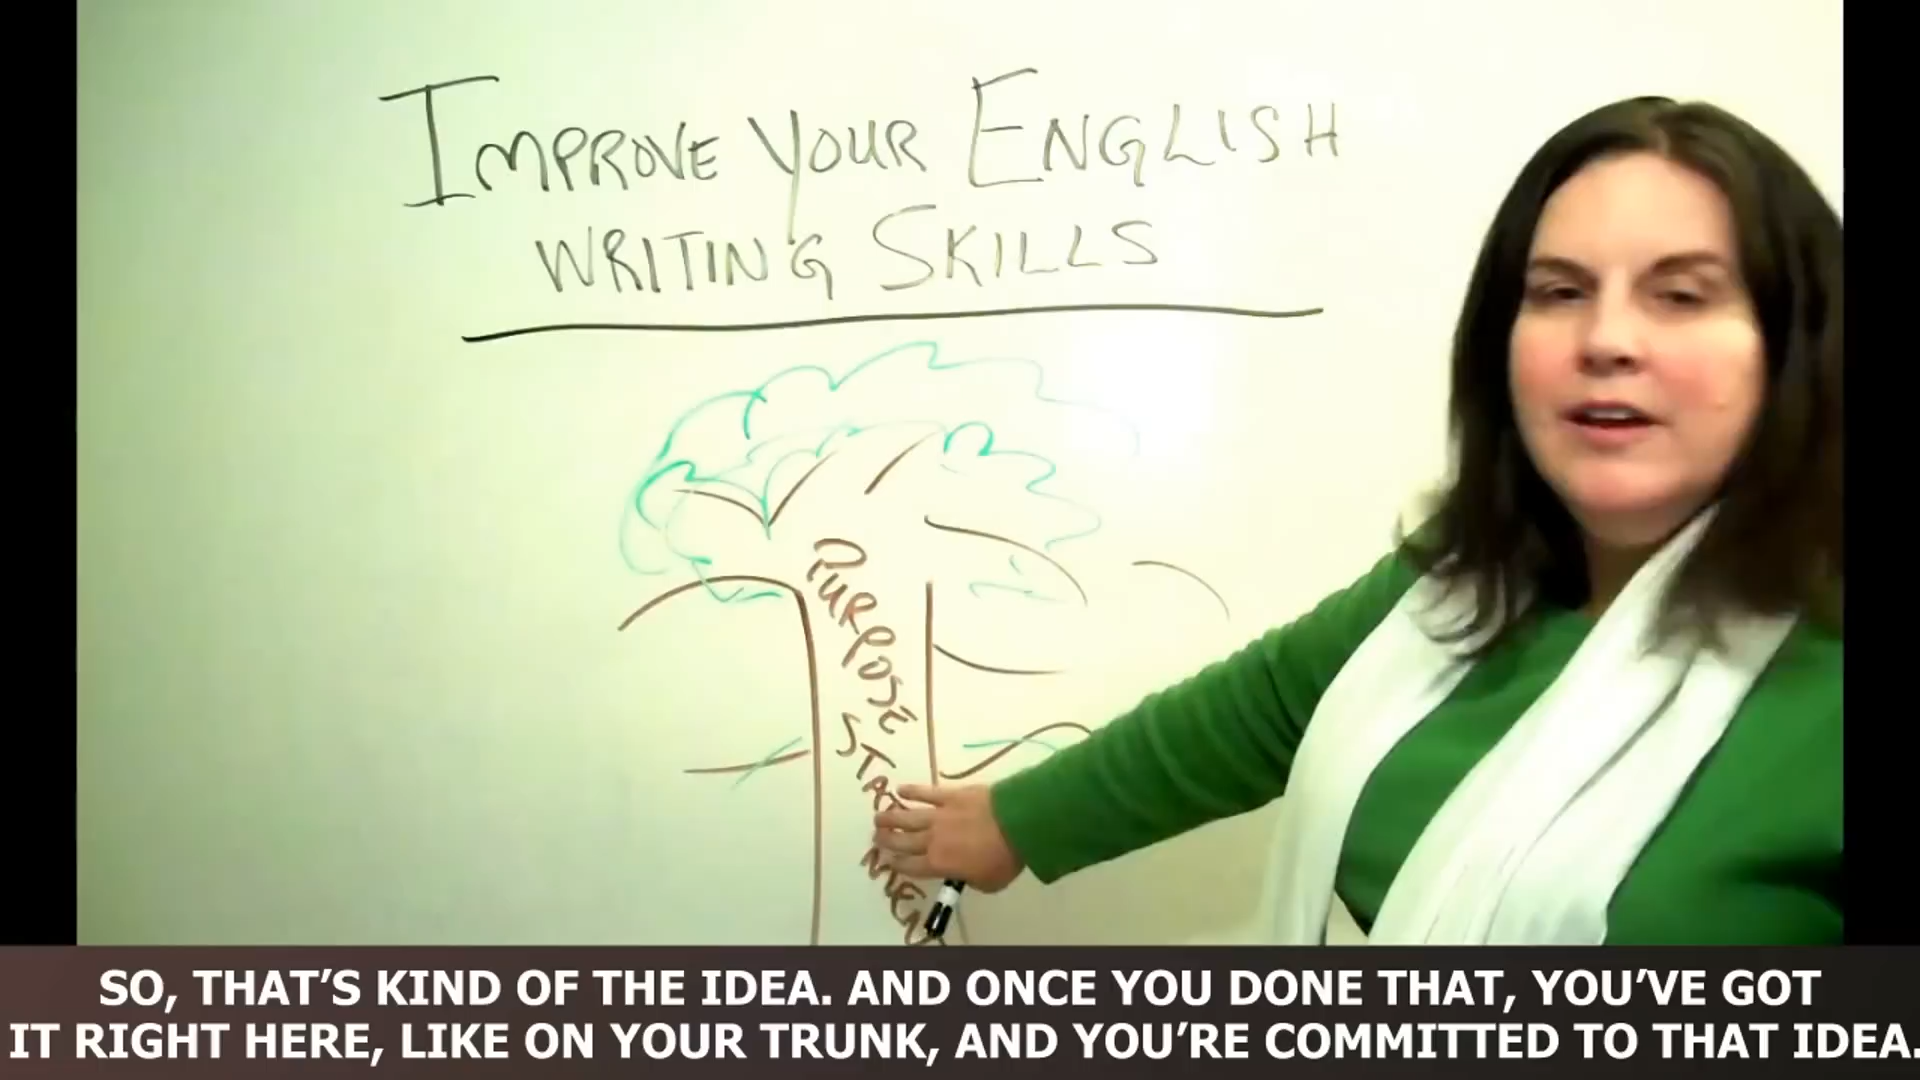 IMPROVE YOUR ENGLISH
WRITING SKILLS
PURPOSE
SO, THAT'S KIND OF THE IDEA. AND ONCE YOU DONE THAT, YOU'VE GOT
IT RIGHT HERE, LIKE ON YOUR TRUNK, AND YOU'RE COMMITTED TO THAT IDEA.